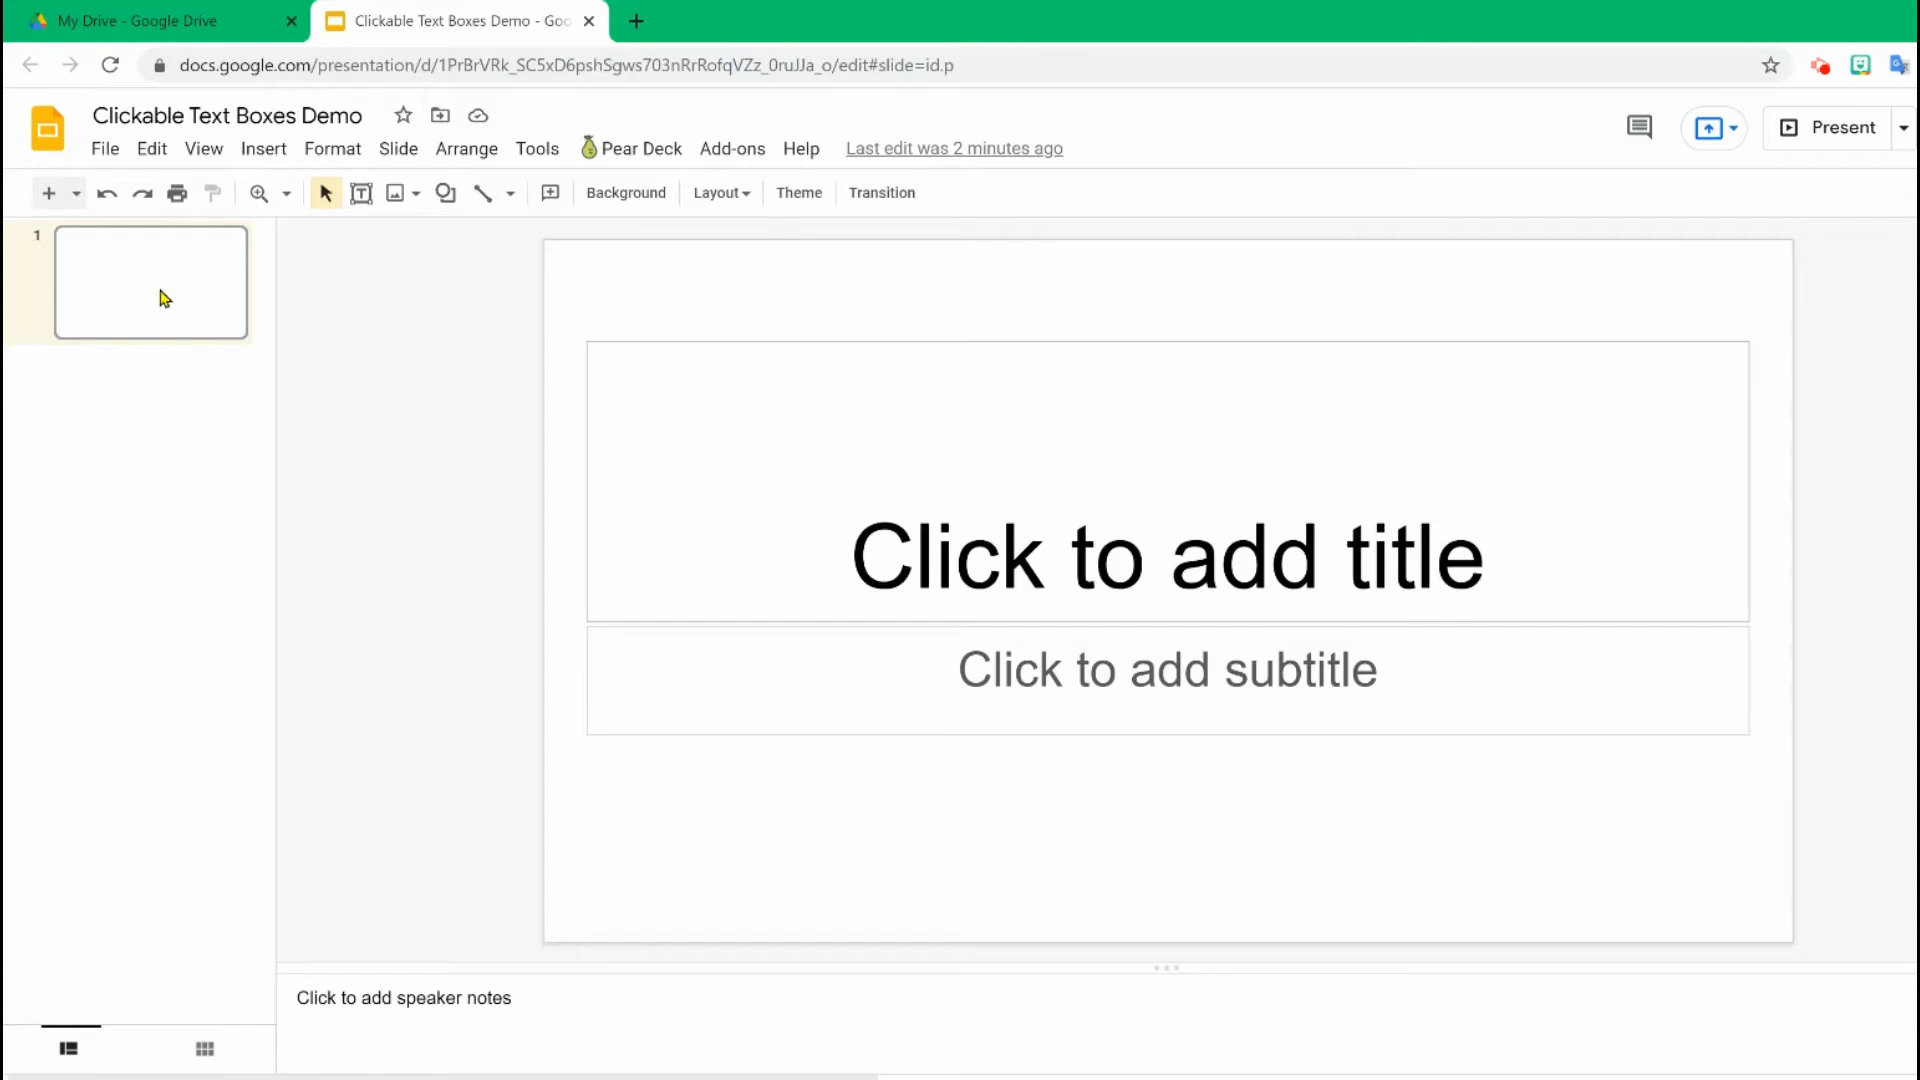 My Drive - Google Drive
Clickable Text Boxes Demo - Goo
docs.google.com/presentation/d/1PrBrVRk_SC5xD6pshSgws703nRrRofqVZz_0ruJJa_o/edit#slide=id.p
Clickable Text Boxes Demo
Present
File Edit View Insert Format Slide Arrange Tools Pear Deck Add-ons Help Last edit was 2 minutes ago
Background Layout Theme Transition
1
Click to add title
Click to add subtitle
Click to add speaker notes